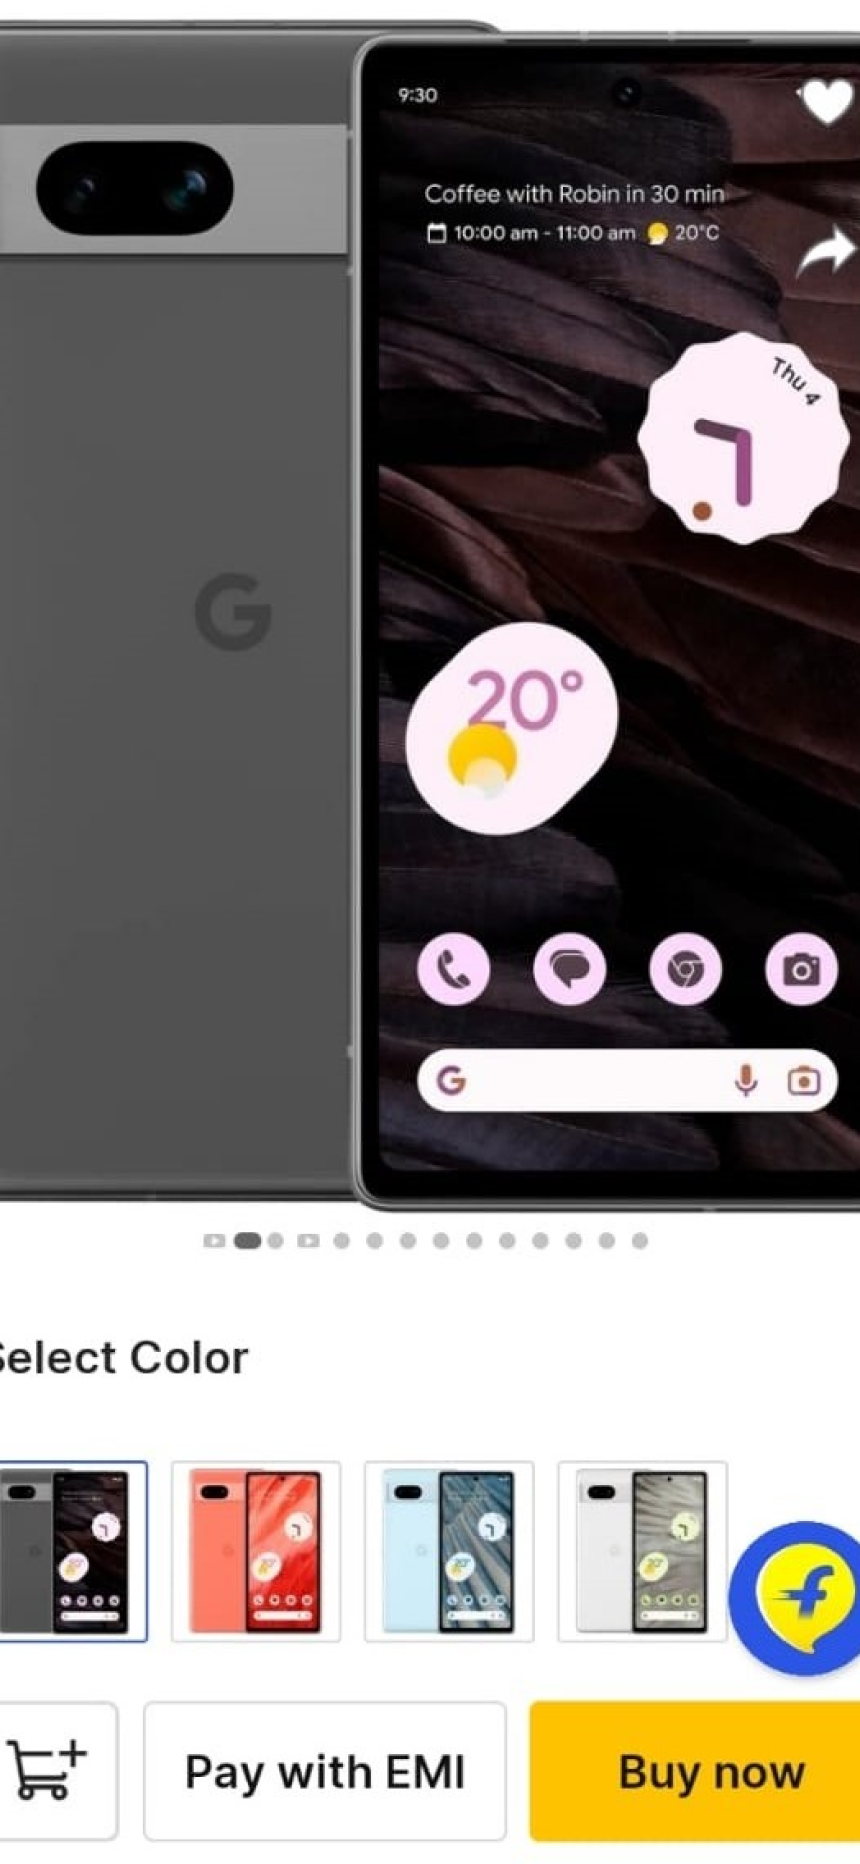 9:30
Coffee with Robin in 30 min
10:00 am - 11:00 am 20°C
Thu 4
G
20°
G
Select Color
f
Pay with EMI
Buy now